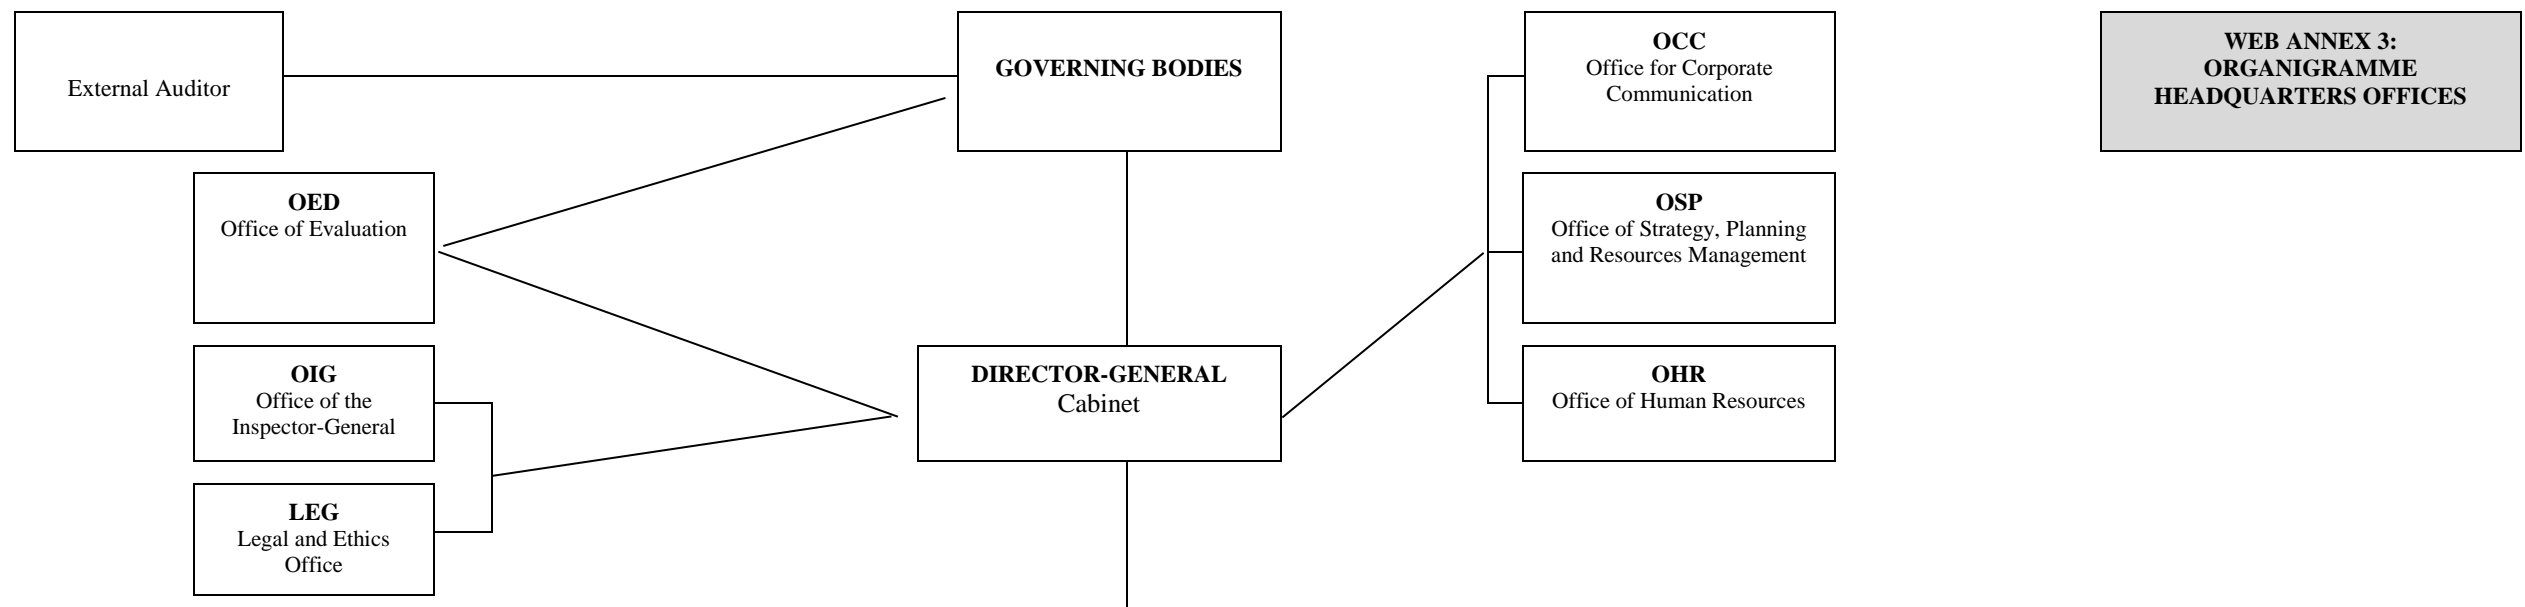 External Auditor
GOVERNING BODIES
OCC
Office for Corporate
Communication
WEB ANNEX 3:
ORGANIGRAMME
HEADQUARTERS OFFICES
OED
Office of Evaluation
OSP
Office of Strategy, Planning
and Resources Management
OIG
Office of the
Inspector-General
DIRECTOR-GENERAL
Cabinet
OHR
Office of Human Resources
LEG
Legal and Ethics
Office